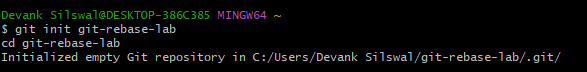 Devank Silswal@DESKTOP-386C385 MINGW64 ~
$ git init git-rebase-lab
cd git-rebase-lab
Initialized empty Git repository in C:/Users/Devank Silswal/git-rebase-lab/.git/